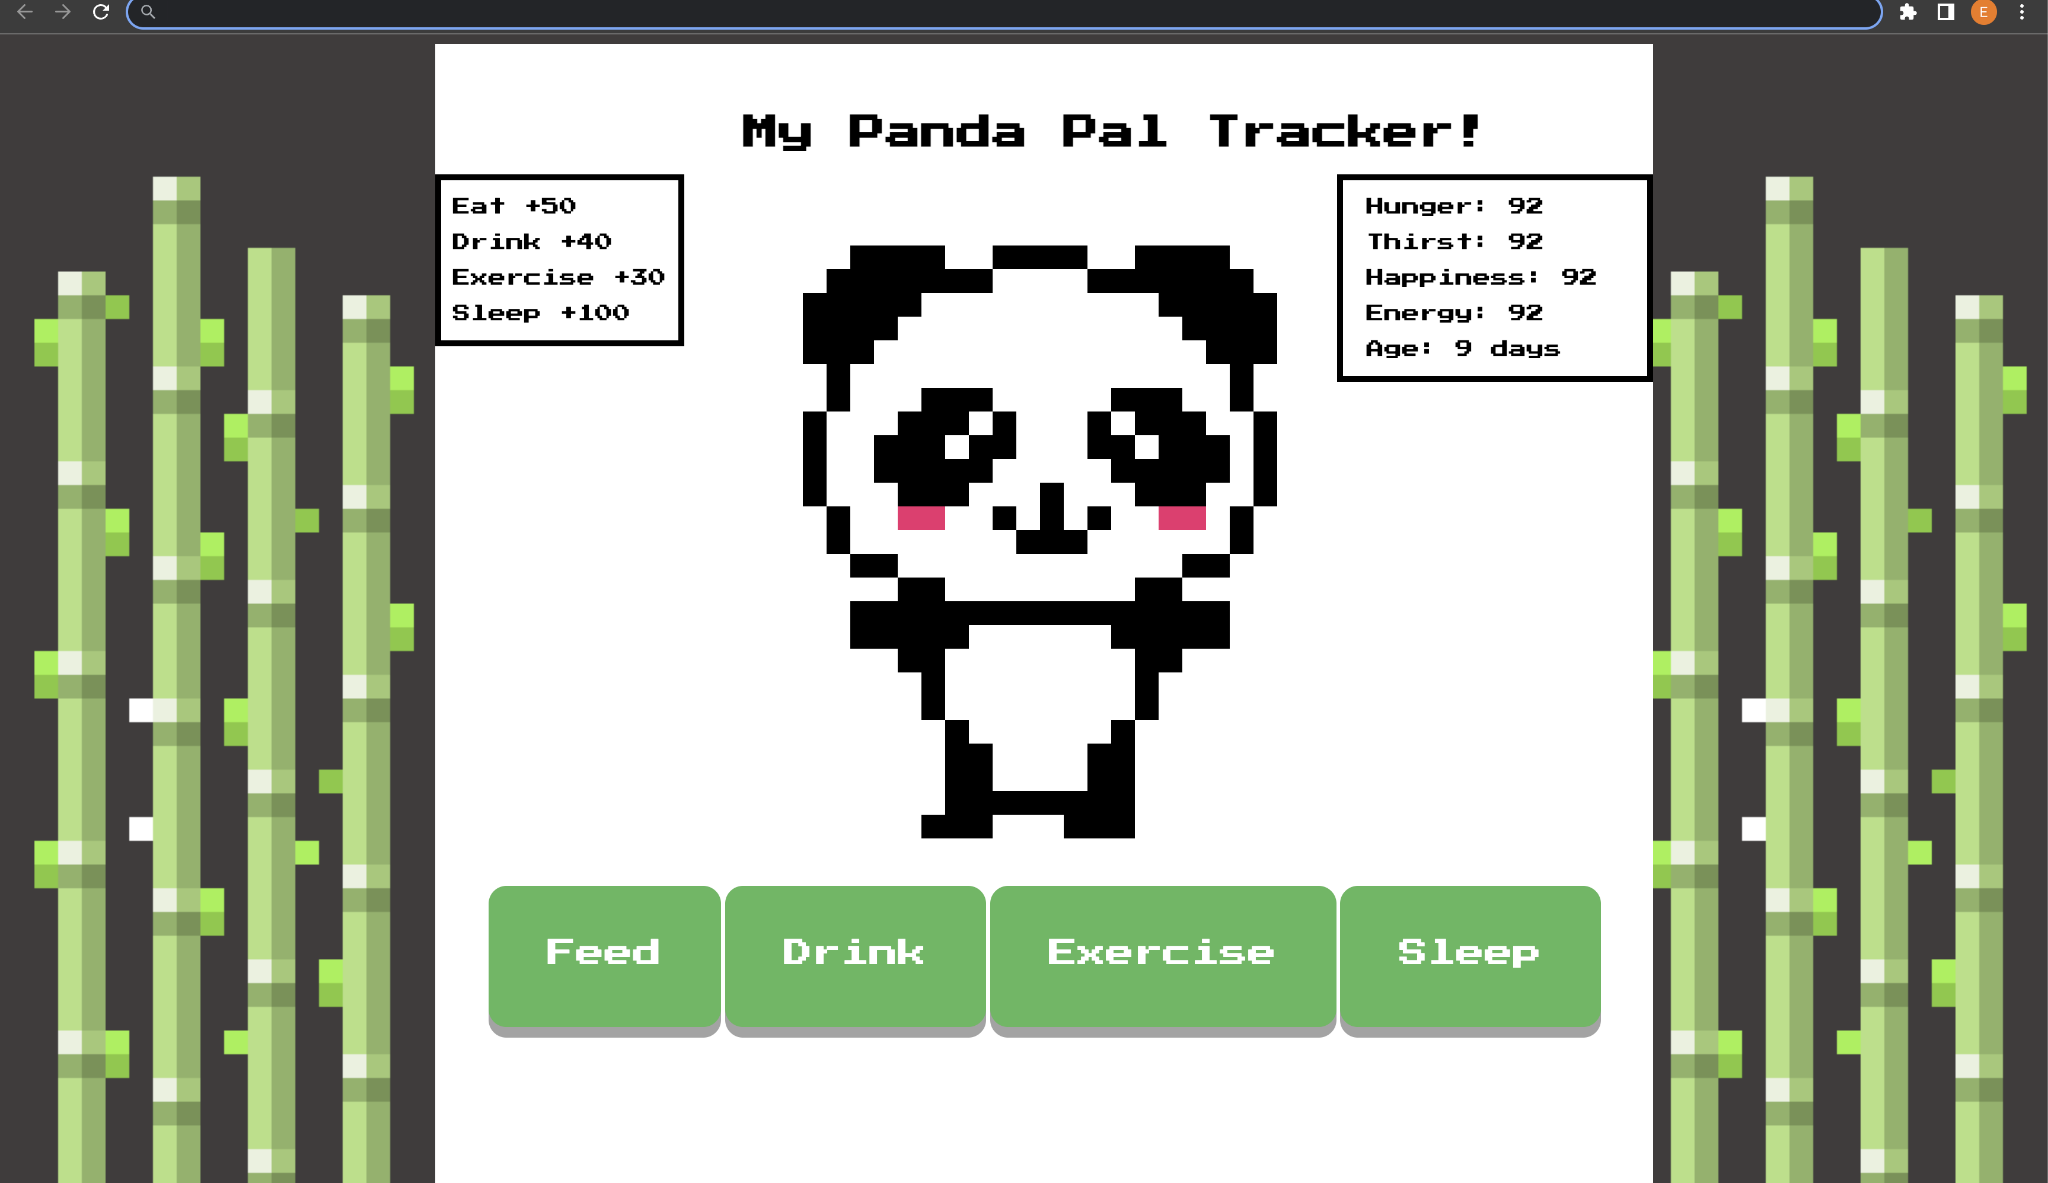 E
My Panda Pal Tracker!
Eat +50
Drink +40
Exercise +30
Sleep +100
Hunger: 92
Thirst: 92
Happiness: 92
Energy: 92
Age: 9 days
Feed
Drink
Exercise
Sleep